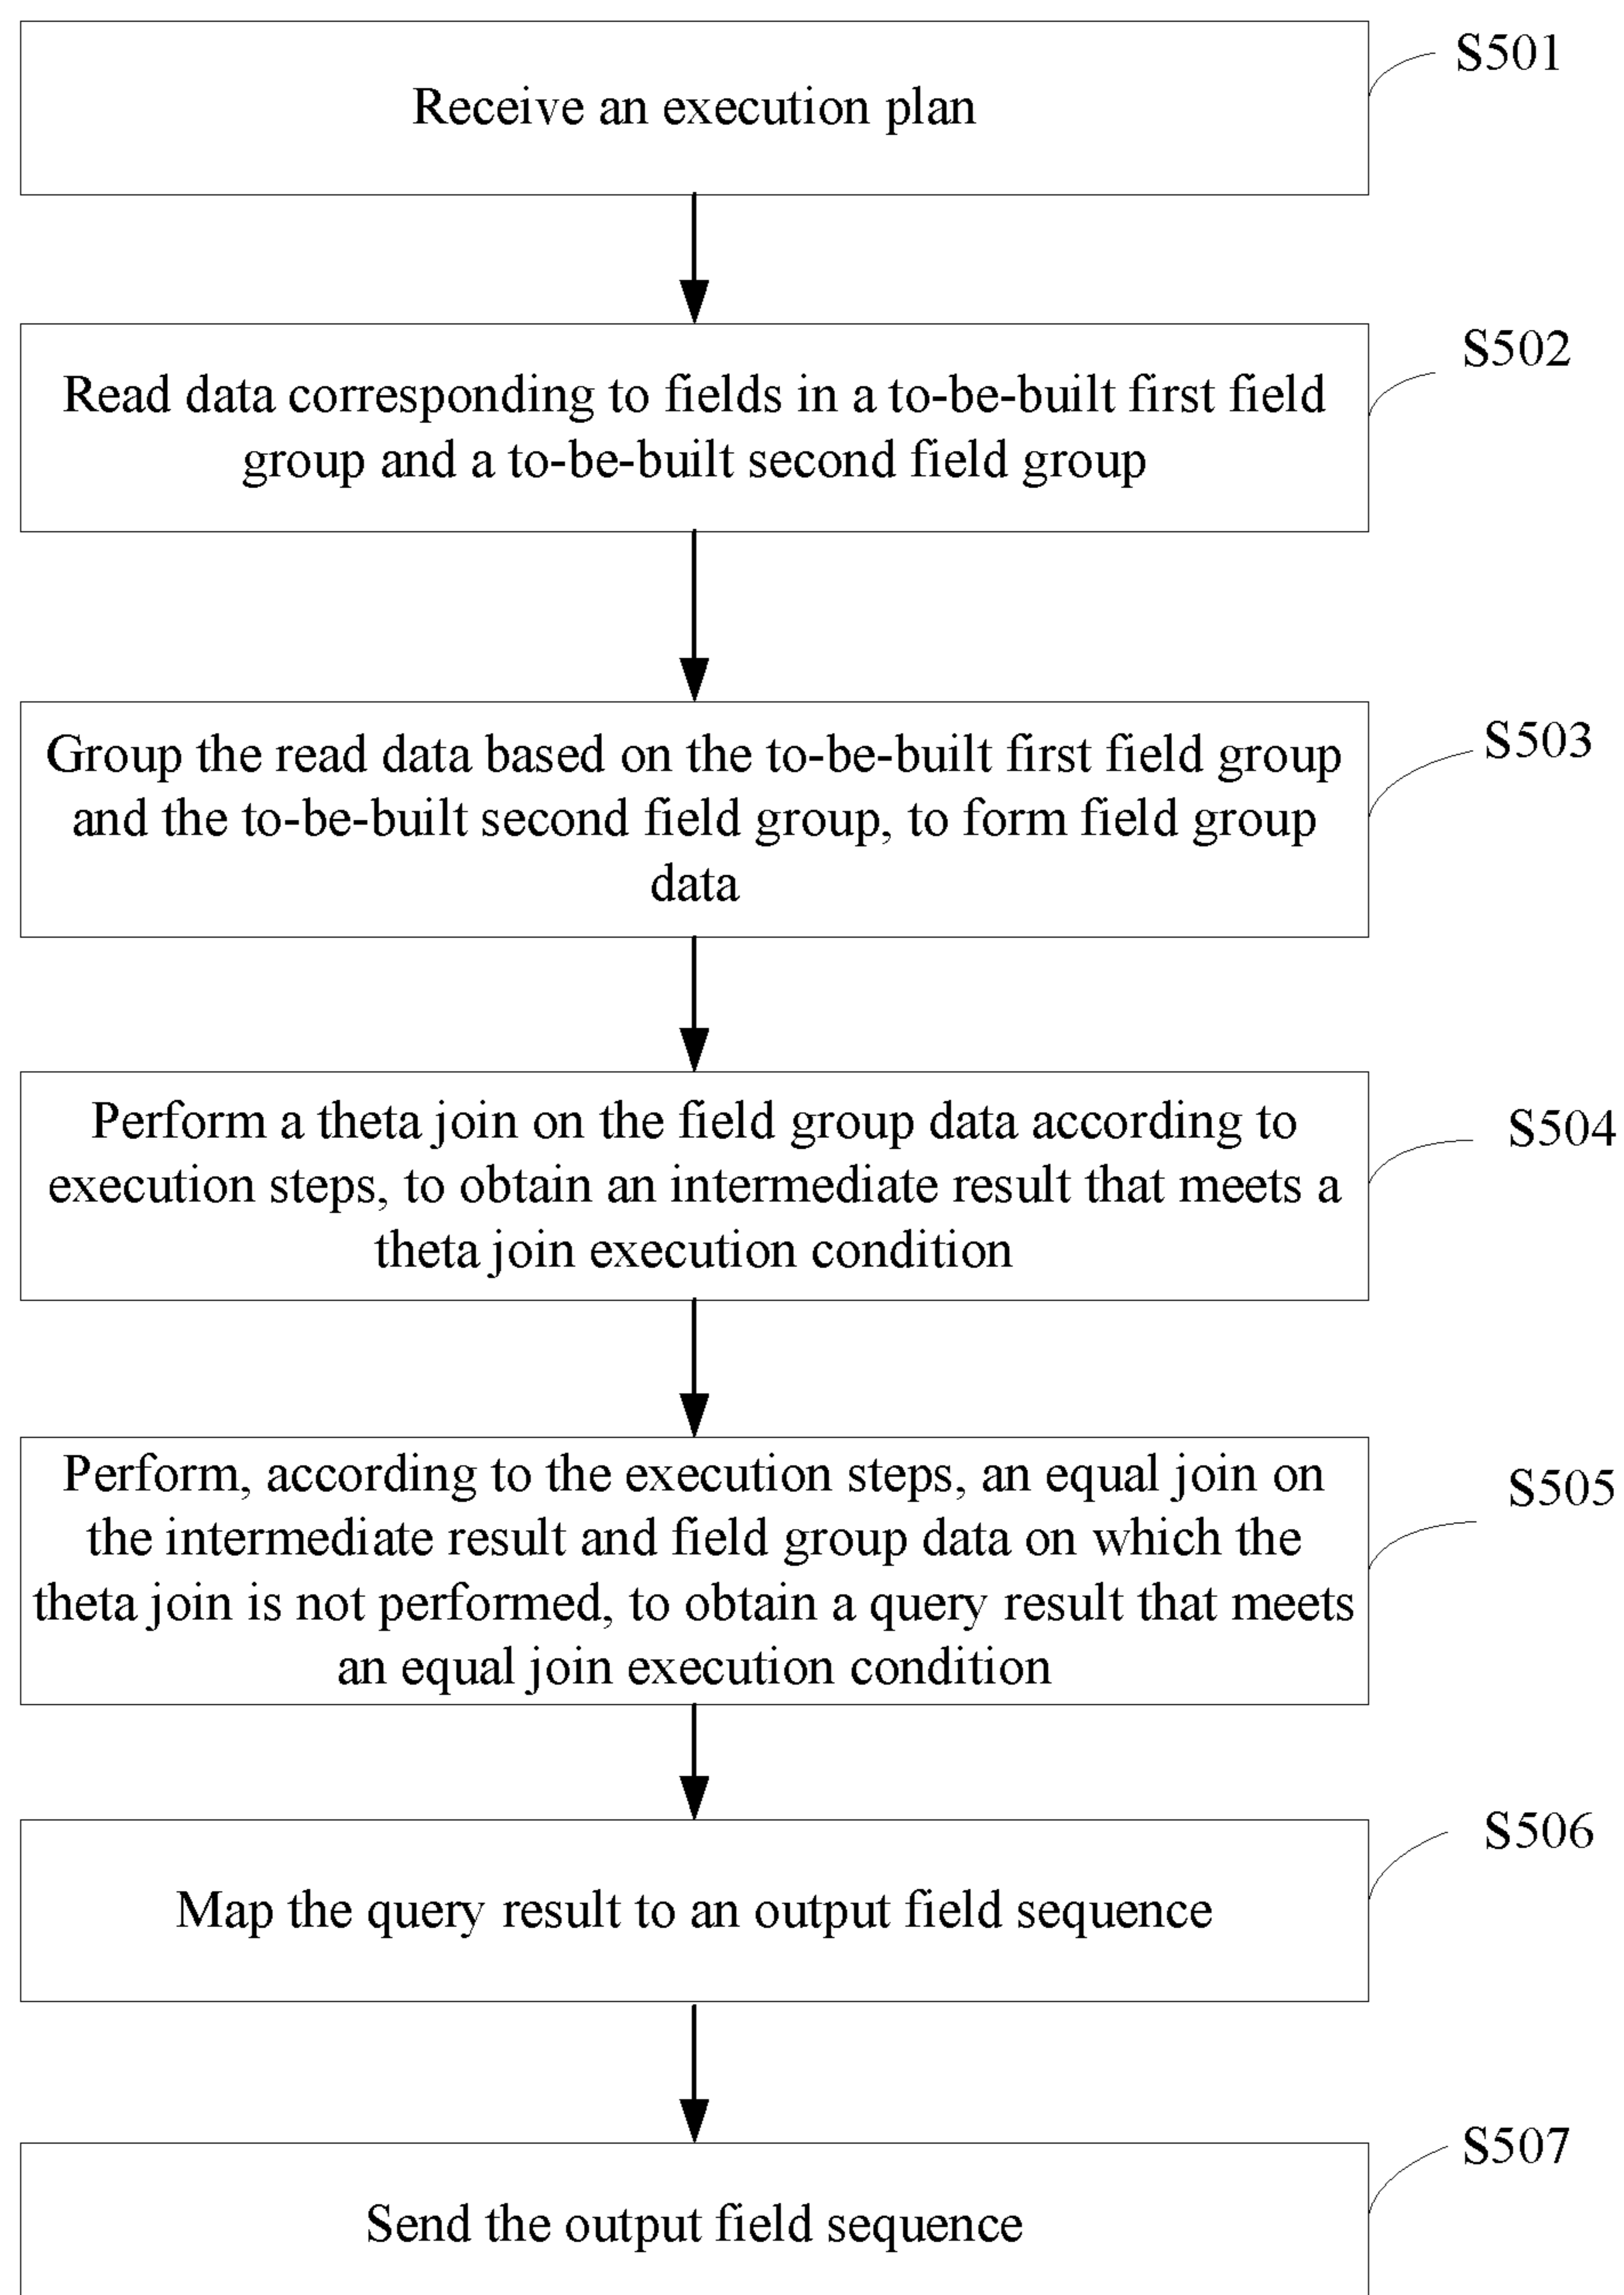 S501
Receive an execution plan
S502
Read data corresponding to fields in a to-be-built first field
group and a to-be-built second field group
S503
Group the read data based on the to-be-built first field group
and the to-be-built second field group, to form field group
data
S504
Perform a theta join on the field group data according to
execution steps, to obtain an intermediate result that meets a
theta join execution condition
S505
Perform, according to the execution steps, an equal join on
the intermediate result and field group data on which the
theta join is not performed, to obtain a query result that meets
an equal join execution condition
S506
Map the query result to an output field sequence
S507
Send the output field sequence